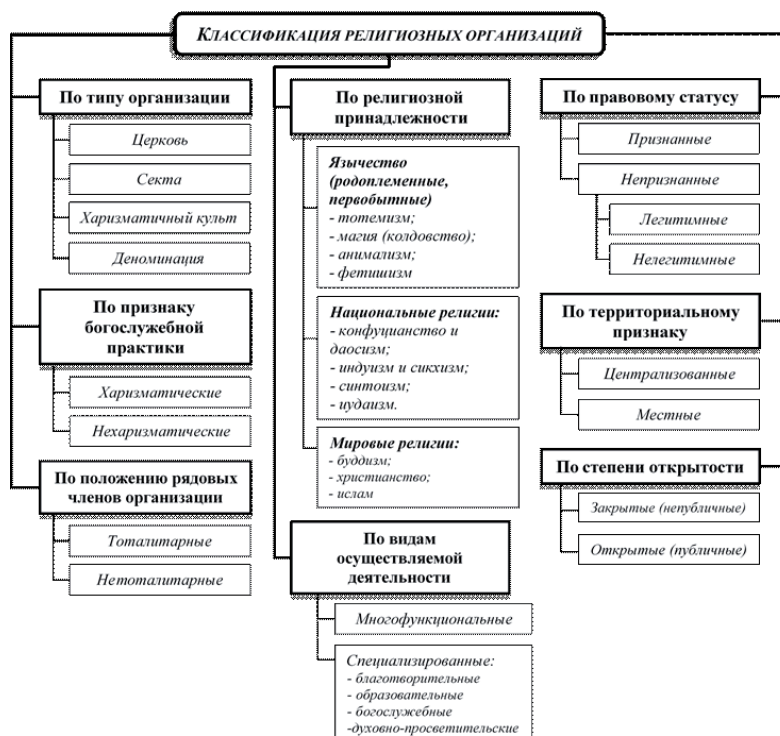 КЛАССИФИКАЦИЯ РЕЛИГИОЗНЫХ ОРГАНИЗАЦИЙ
По типу организации
Церковь
Секта
Харизматичный культ
Деноминация
По признаку
богослужебной
практики
Харизматические
Нехаризматические
По положению рядовых
членов организации
Тоталитарные
Нетоталитарные
По религиозной
принадлежности
Язычество
(родоплеменные,
первобытные)
- тотемизм;
- магия (колдовство);
- анимализм;
- фетишизм
Национальные религии:
- конфуцианство и
даосизм;
- индуизм и сикхизм;
- синтоизм;
- иудаизм.
Мировые религии:
- буддизм;
- христианство;
- ислам
По видам
осуществляемой
деятельности
Многофункциональные
Специализированные:
- благотворительные
- образовательные
- богослужебные
-духовно-просветительские
По правовому статусу
Признанные
Непризнанные
Легитимные
Нелегитимные
По территориальному
признаку
Централизованные
Местные
По степени открытости
Закрытые (непубличные)
Открытые (публичные)